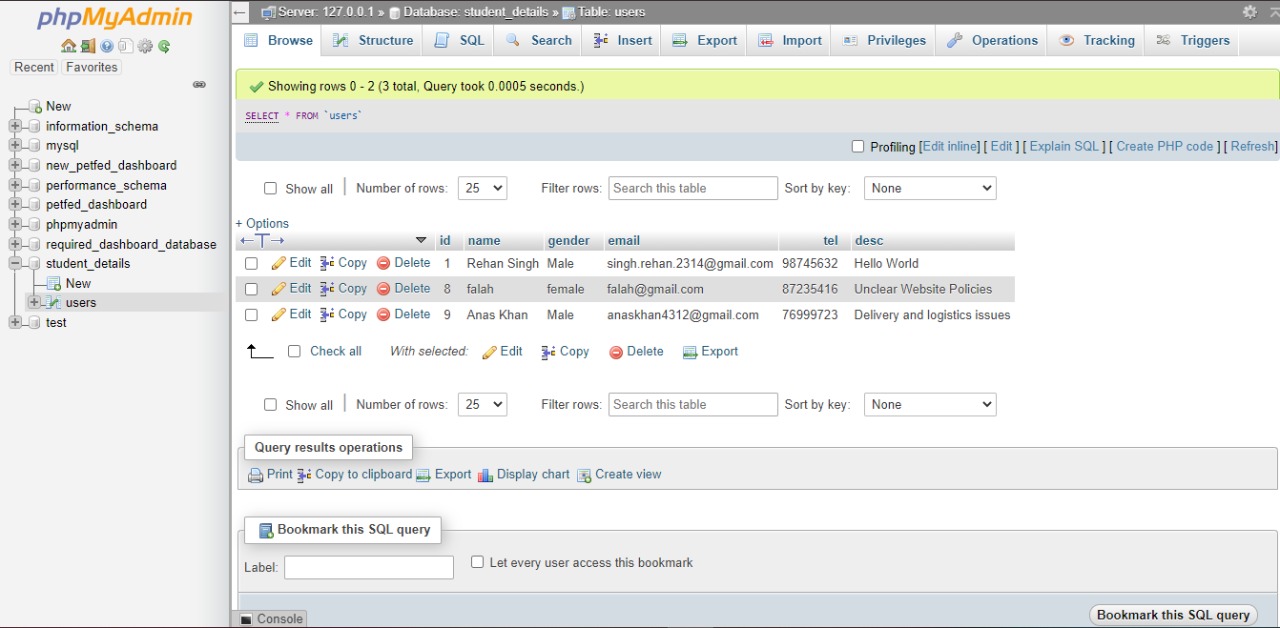 phpMyAdmin
Recent Favorites
New
information_schema
mysql
new_petfed_dashboard
performance_schema
petfed_dashboard
phpmyadmin
required_dashboard_database
student_details
New
users
test
Server: 127.0.0.1 » Database: student_details » Table: users
Browse Structure SQL Search Insert Export Import Privileges Operations Tracking Triggers
Showing rows 0 - 2 (3 total, Query took 0.0005 seconds.)
SELECT * FROM `users`
Profiling [Edit inline] [ Edit ] [ Explain SQL ] [ Create PHP code ] [ Refresh]
Show all | Number of rows: 25 Filter rows: Search this table Sort by key: None
+ Options
←T→ id name gender email tel desc
Edit Copy Delete 1 Rehan Singh Male singh.rehan.2314@gmail.com 98745632 Hello World
Edit Copy Delete 8 falah female falah@gmail.com 87235416 Unclear Website Policies
Edit Copy Delete 9 Anas Khan Male anaskhan4312@gmail.com 76999723 Delivery and logistics issues
Check all With selected: Edit Copy Delete Export
Show all | Number of rows: 25 Filter rows: Search this table Sort by key: None
Query results operations
Print Copy to clipboard Export Display chart Create view
Bookmark this SQL query
Label: Let every user access this bookmark
Console Bookmark this SQL query